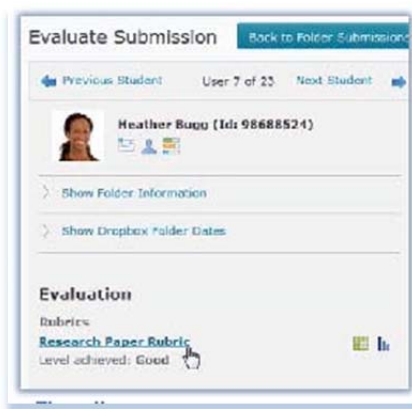 Evaluate Submission
Back to Folder Submissions
Previous Student User 7 of 23 Next Student
Heather Bugg (Id: 98688524)
Show Folder Information
Show Dropbox Folder Dates
Evaluation
Rubrics
Research Paper Rubric
Level achieved: Good